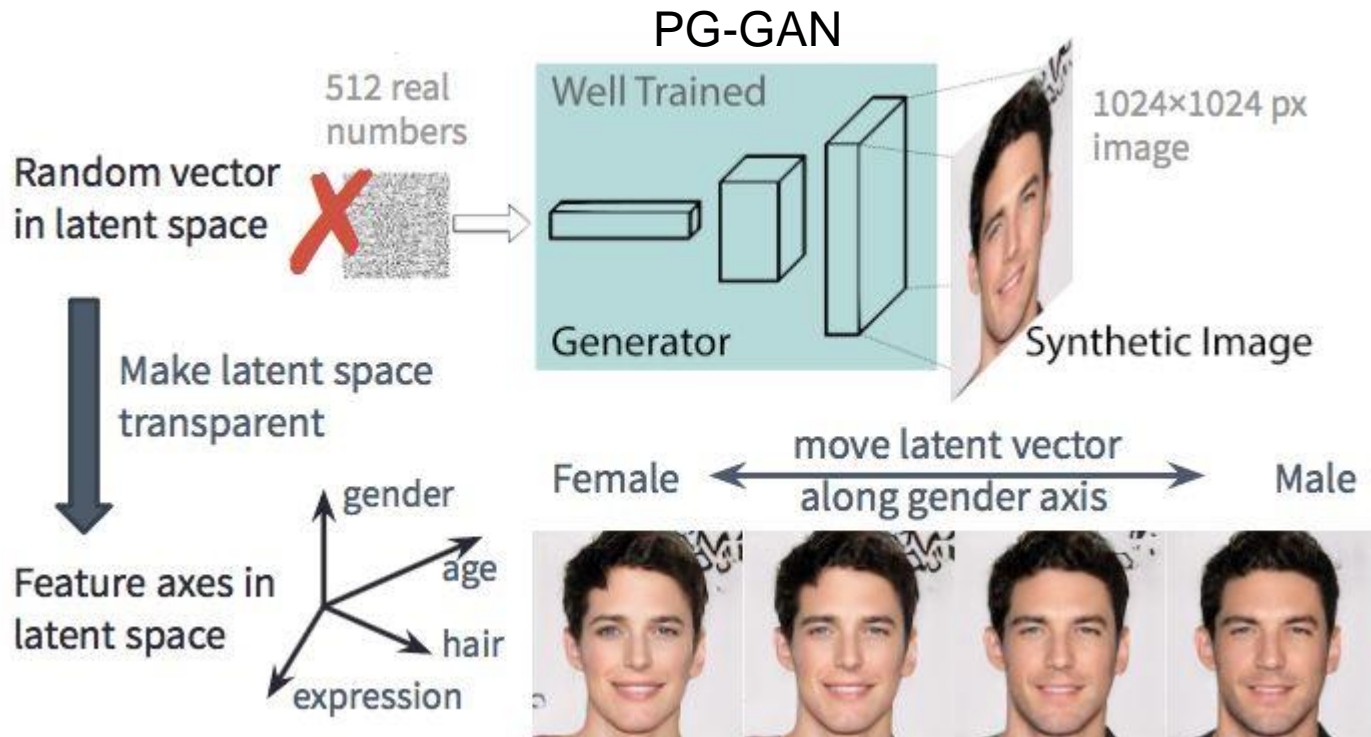 PG-GAN
512 real
numbers
Well Trained
1024×1024 px
image
Random vector
in latent space
Generator
Synthetic Image
Make latent space
transparent
Female
move latent vector
along gender axis
Male
gender
age
hair
expression
Feature axes in
latent space